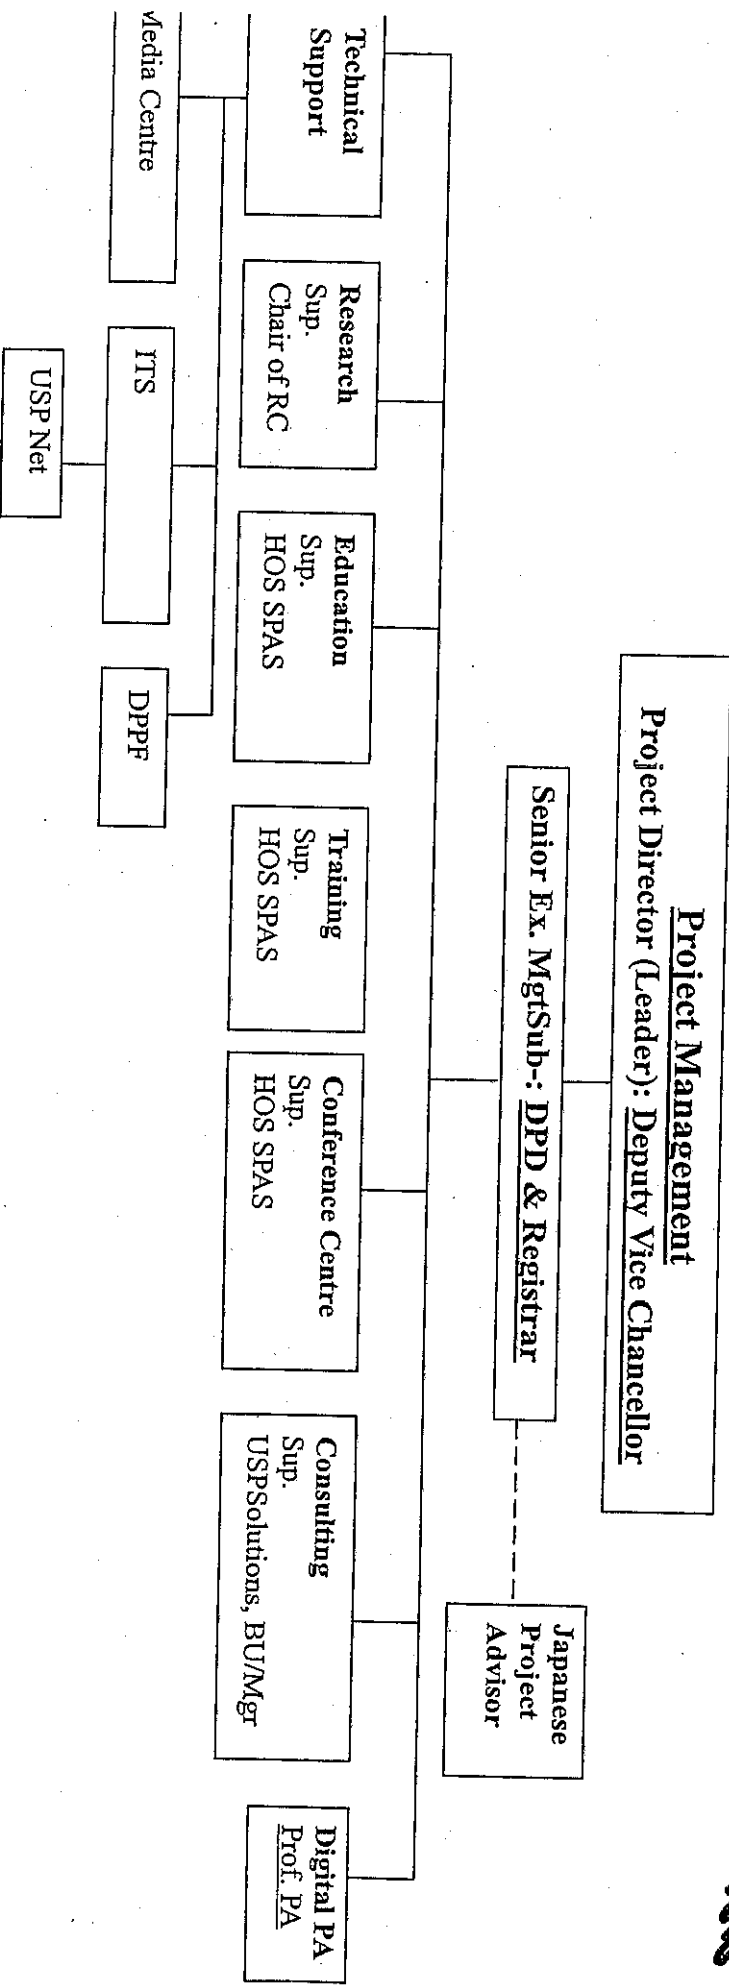 Project Management
Project Director (Leader): Deputy Vice Chancellor
Senior Ex. MgtSub-: DPD & Registrar
Japanese
Project
Advisor
Technical
Support
Research
Sup.
Chair of RC
Education
Sup.
HOS SPAS
Training
Sup.
HOS SPAS
Conference Centre
Sup.
HOS SPAS
Consulting
Sup.
USPSolutions, BU/Mgr
Digital PA
Prof. PA
Media Centre
ITS
DPPF
USP Net